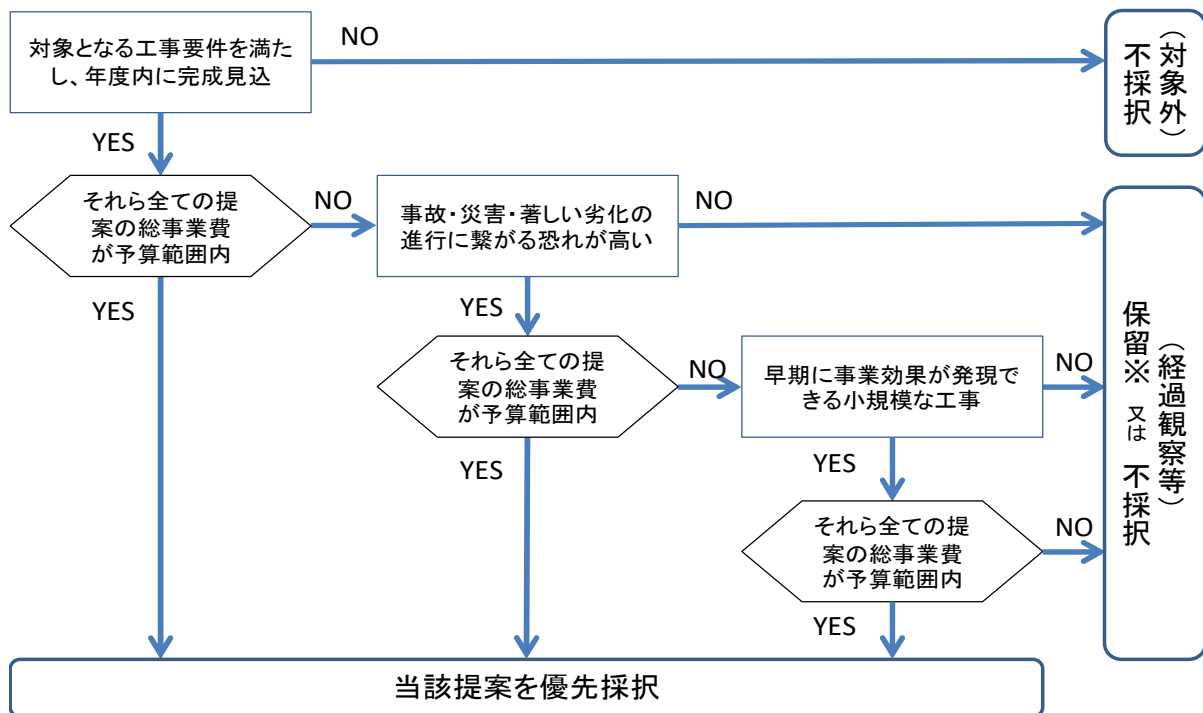 対象となる工事要件を満た
し、年度内に完成見込
NO
不採択
（対象外）
YES
それら全ての提
案の総事業費
が予算範囲内
NO
事故・災害・著しい劣化の
進行に繋がる恐れが高い
NO
YES
YES
それら全ての提
案の総事業費
が予算範囲内
NO
早期に事業効果が発現で
きる小規模な工事
NO
保留※ 又は 不採択
（経過観察等）
YES
YES
それら全ての提
案の総事業費
が予算範囲内
NO
YES
当該提案を優先採択